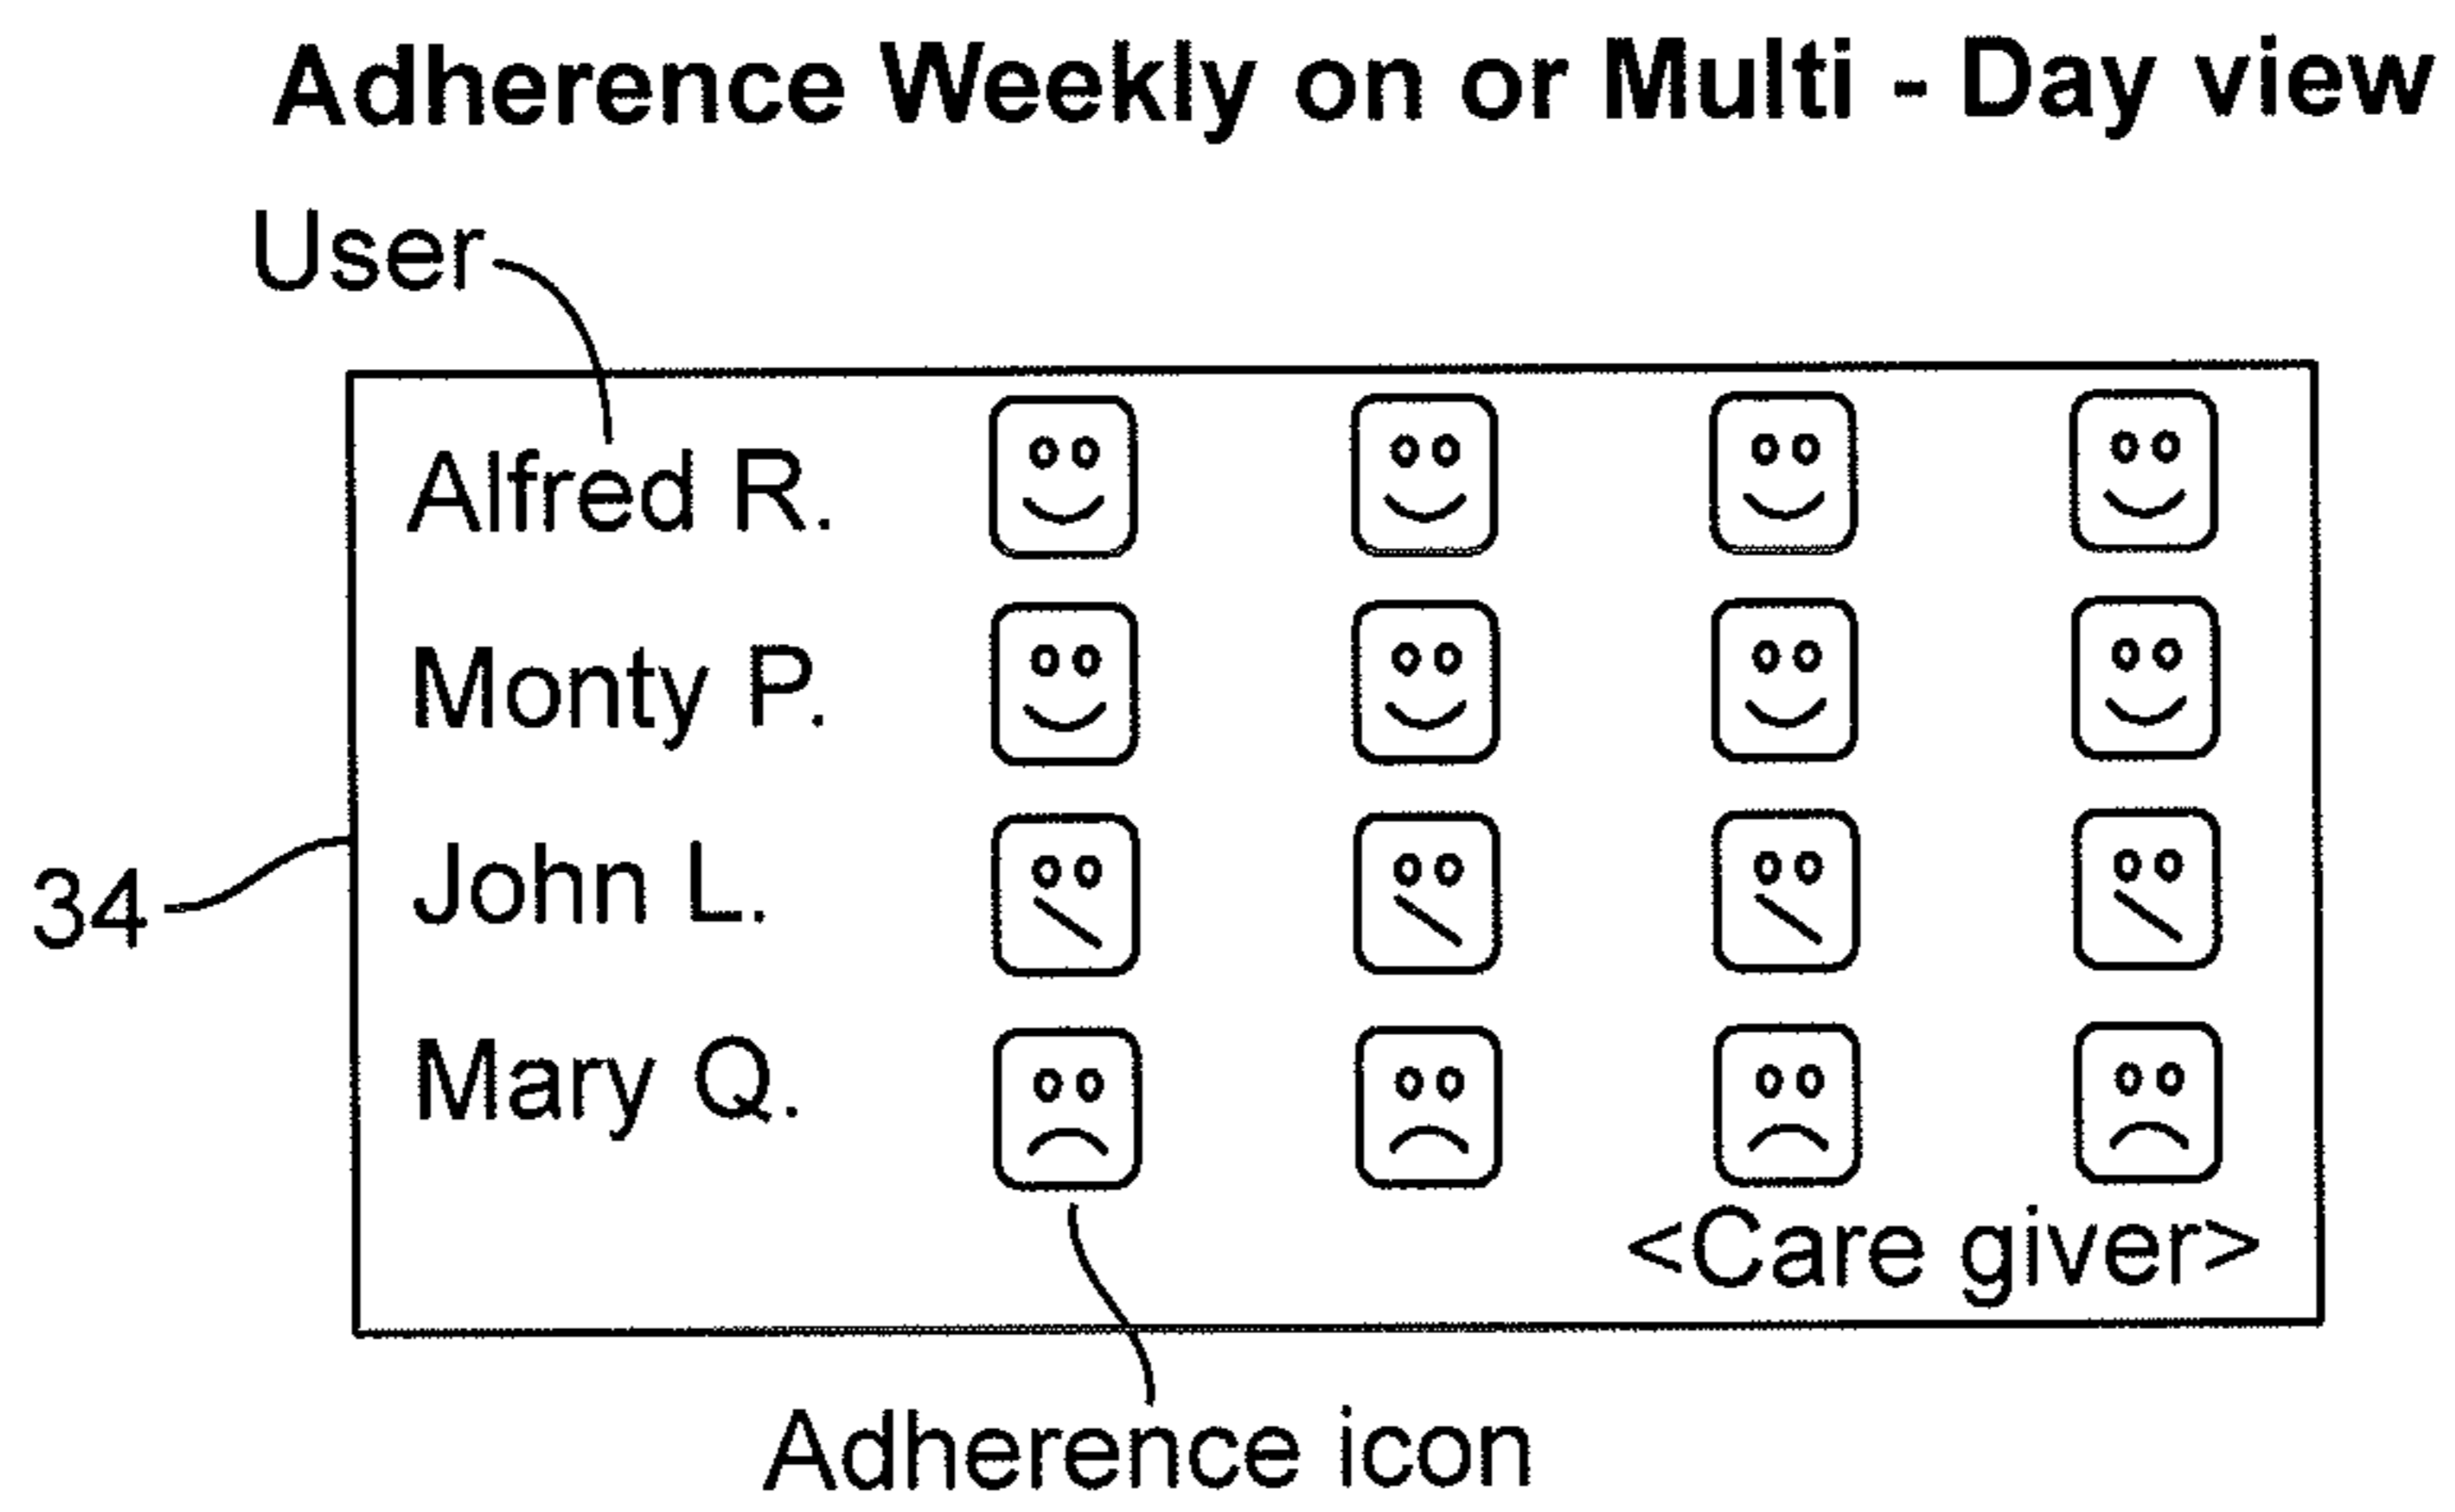 Adherence Weekly on or Multi - Day view
User
Alfred R.
Monty P.
John L.
34
Mary Q.
<Care giver>
Adherence icon